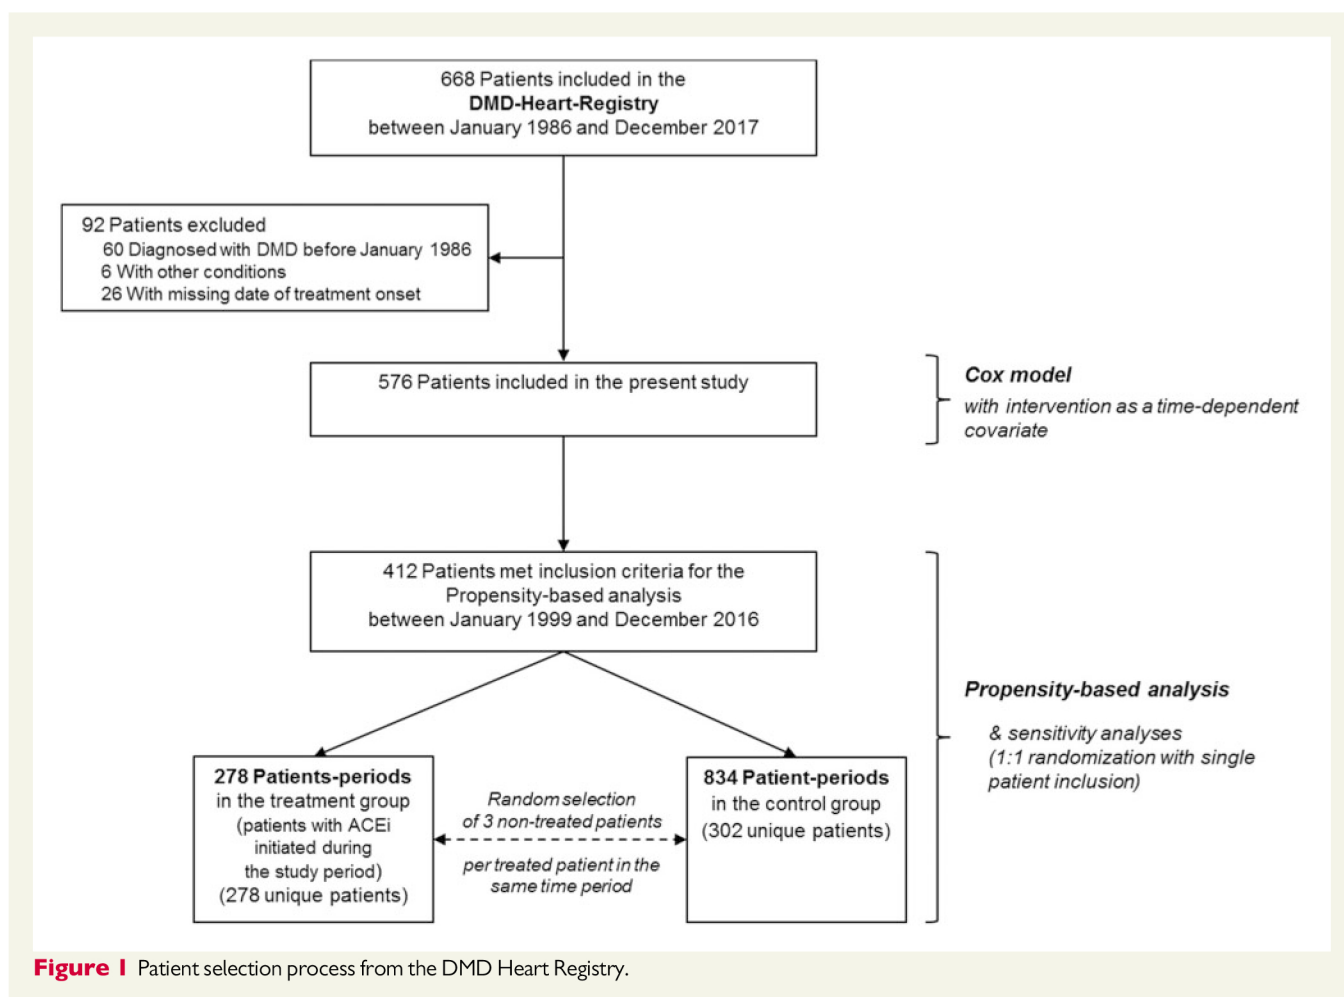 668 Patients included in the
DMD-Heart-Registry
between January 1986 and December 2017
92 Patients excluded
60 Diagnosed with DMD before January 1986
6 With other conditions
26 With missing date of treatment onset
576 Patients included in the present study
Cox model
with intervention as a time-dependent
covariate
412 Patients met inclusion criteria for the
Propensity-based analysis
between January 1999 and December 2016
Propensity-based analysis
& sensitivity analyses
(1:1 randomization with single
patient inclusion)
278 Patients-periods
in the treatment group
(patients with ACEi
initiated during
the study period)
(278 unique patients)
Random selection
of 3 non-treated patients
per treated patient in the
same time period
834 Patient-periods
in the control group
(302 unique patients)
Figure 1 Patient selection process from the DMD Heart Registry.